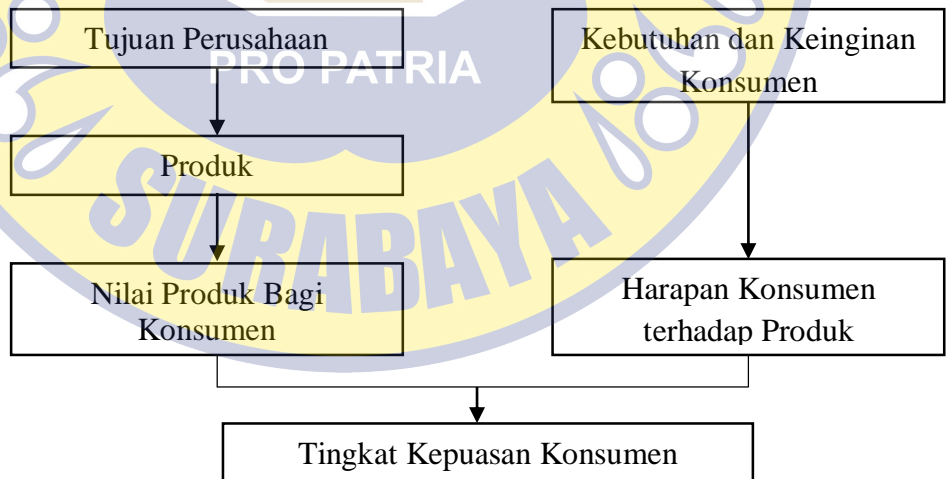 Tujuan Perusahaan
Kebutuhan dan Keinginan
Konsumen
PRO PATRIA
Produk
SURABAYA
Nilai Produk Bagi
Konsumen
Harapan Konsumen
terhadap Produk
Tingkat Kepuasan Konsumen